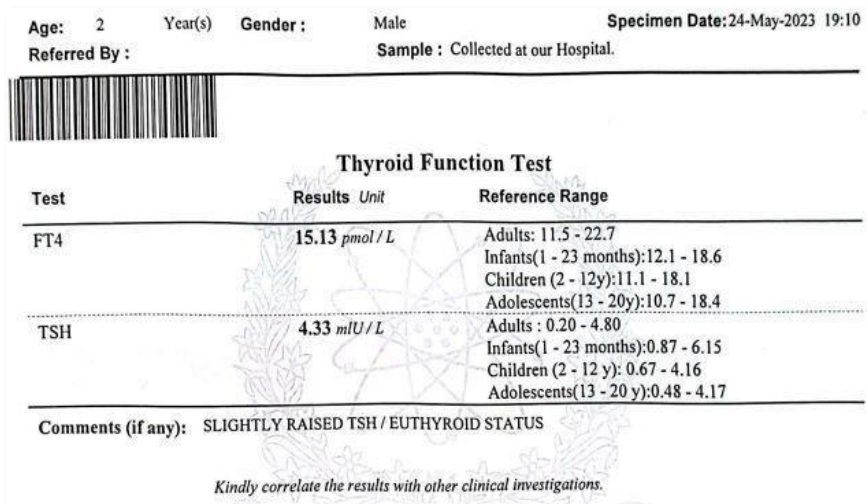 Age: 2 Year(s) Gender : Male Specimen Date:24-May-2023 19:10
Referred By : Sample : Collected at our Hospital.
Thyroid Function Test
Test Results Unit Reference Range
FT4 15.13 pmol / L Adults: 11.5 - 22.7
Infants(1 - 23 months):12.1 - 18.6
Children (2 - 12y):11.1 - 18.1
Adolescents(13 - 20y):10.7 - 18.4
TSH 4.33 mIU / L Adults : 0.20 - 4.80
Infants(1 - 23 months):0.87 - 6.15
Children (2 - 12 y): 0.67 - 4.16
Adolescents(13 - 20 y):0.48 - 4.17
Comments (if any): SLIGHTLY RAISED TSH / EUTHYROID STATUS
Kindly correlate the results with other clinical investigations.